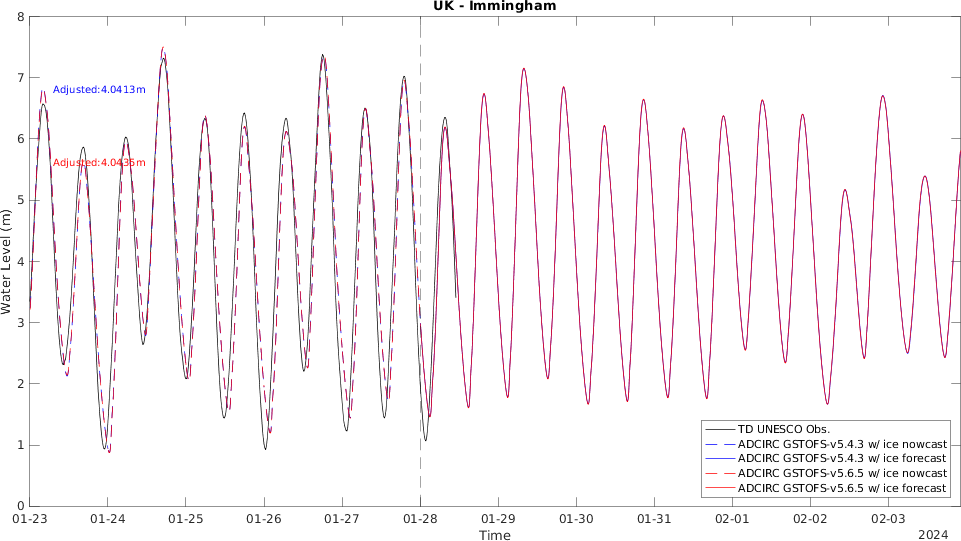 UK - Immingham
8
7
6
5
4
3
2
1
0
Water Level (m)
Adjusted:4.0413m
Adjusted:4.0435m
TD UNESCO Obs.
ADCIRC GSTOFS-v5.4.3 w/ ice nowcast
ADCIRC GSTOFS-v5.4.3 w/ ice forecast
ADCIRC GSTOFS-v5.6.5 w/ ice nowcast
ADCIRC GSTOFS-v5.6.5 w/ ice forecast
01-23 01-24 01-25 01-26 01-27 01-28 01-29 01-30 01-31 02-01 02-02 02-03
Time
2024